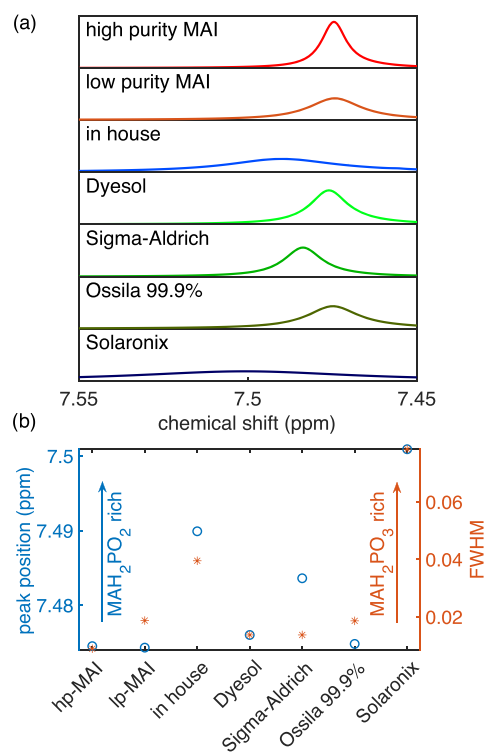 (a)
high purity MAI
low purity MAI
in house
Dyesol
Sigma-Aldrich
Ossila 99.9%
Solaronix
7.55 7.5 7.45
chemical shift (ppm)
(b)
7.5
7.49
7.48
peak position (ppm)
MAH₂PO₂ rich
MAH₂PO₃ rich
0.06
0.04
0.02
FWHM
hp-MAI
lp-MAI
in house
Dyesol
Sigma-Aldrich
Ossila 99.9%
Solaronix